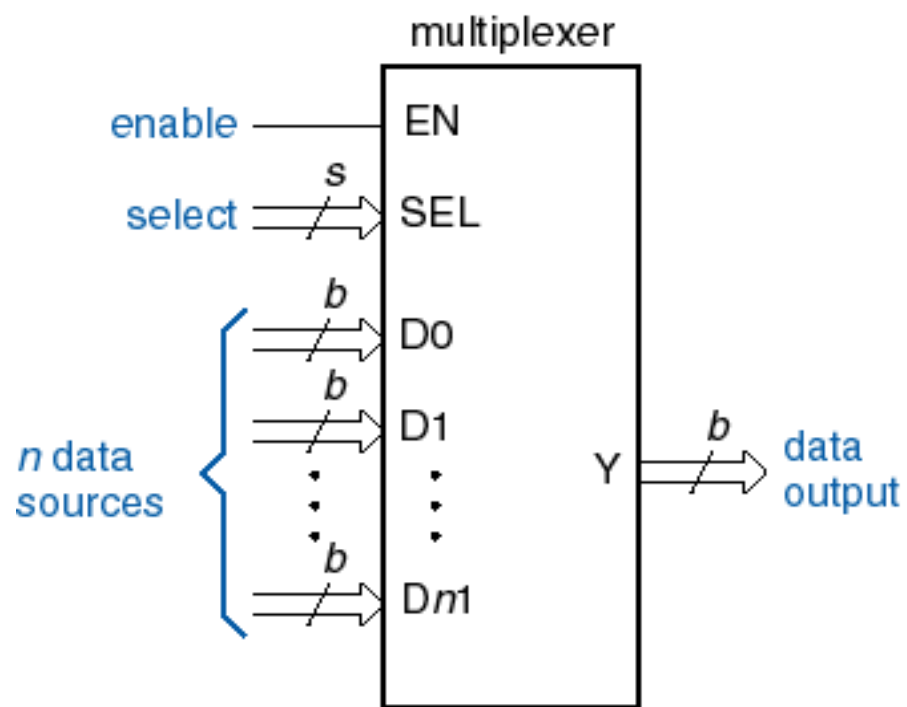 multiplexer
enable
EN
s
select
SEL
b
D0
b
D1
n data
sources
b
Dn1
Y
b
data
output